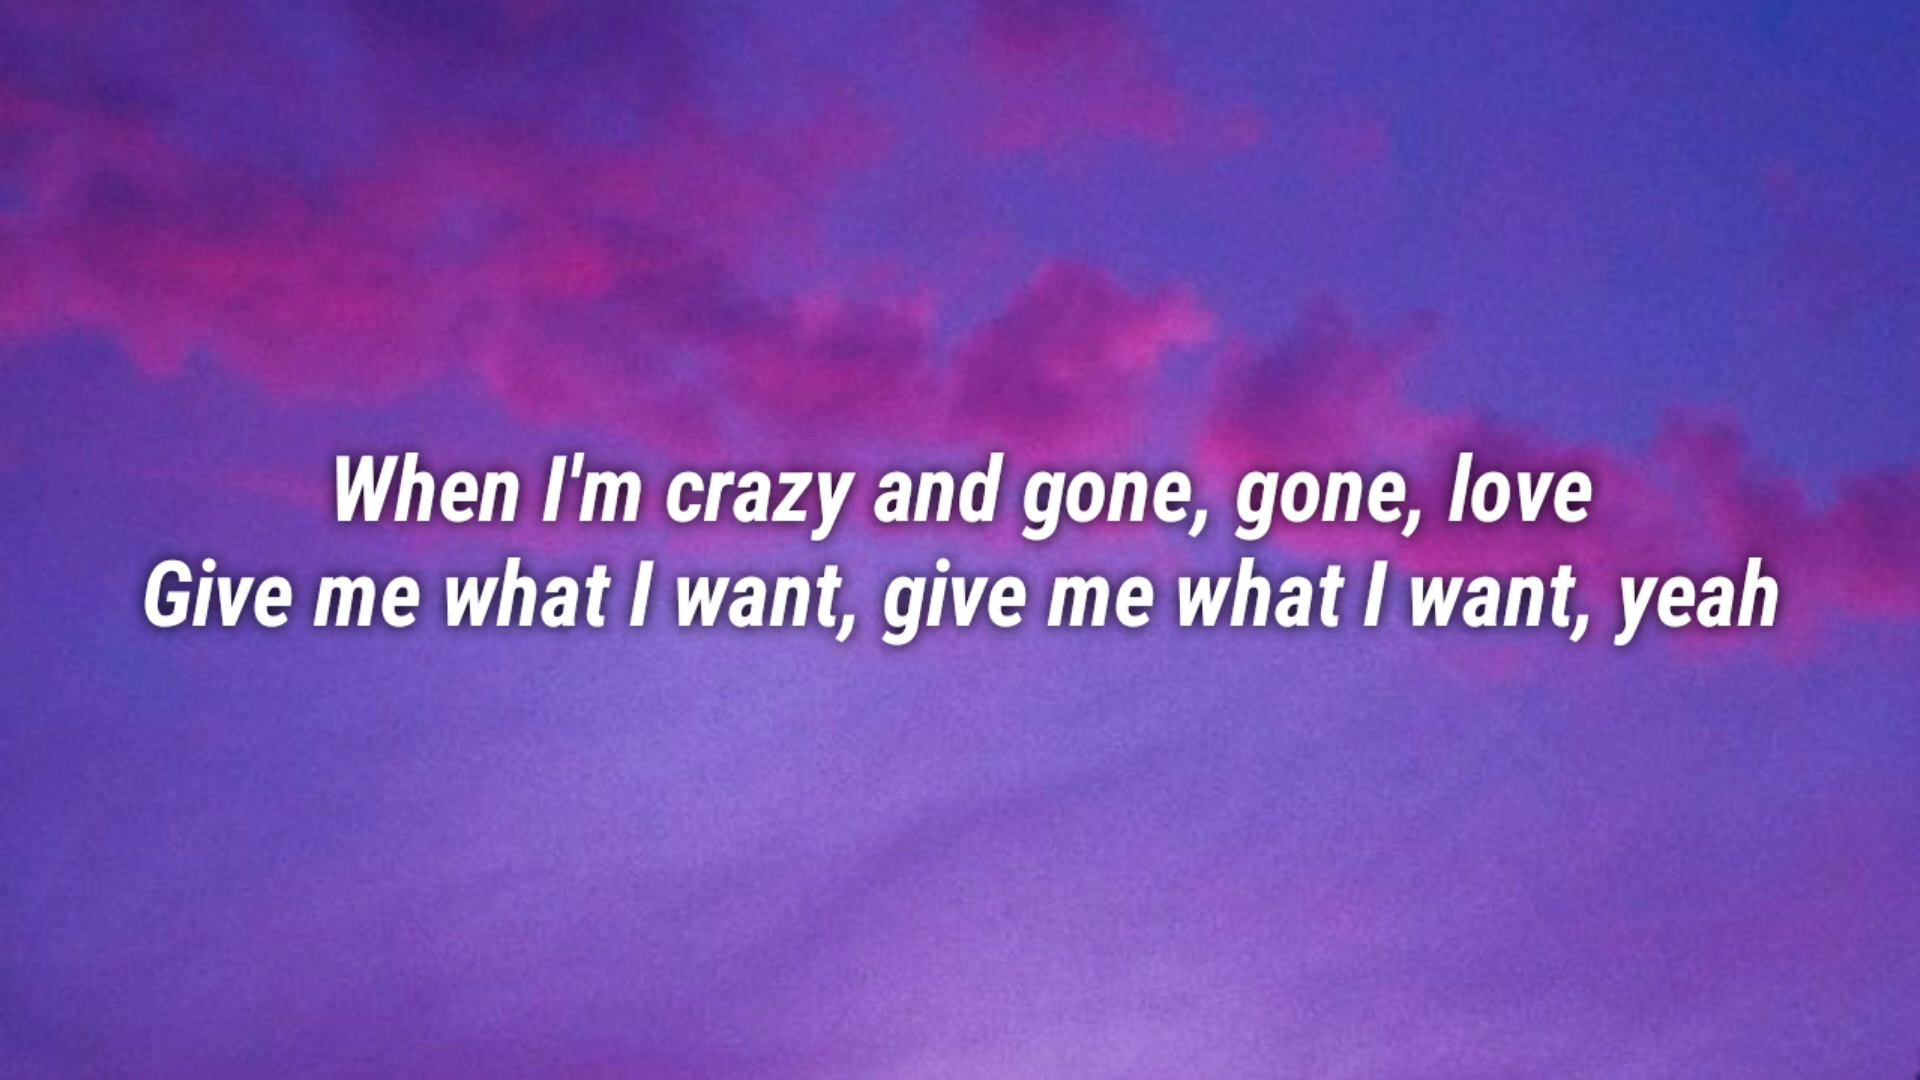 When I'm crazy and gone, gone, love
Give me what I want, give me what I want, yeah